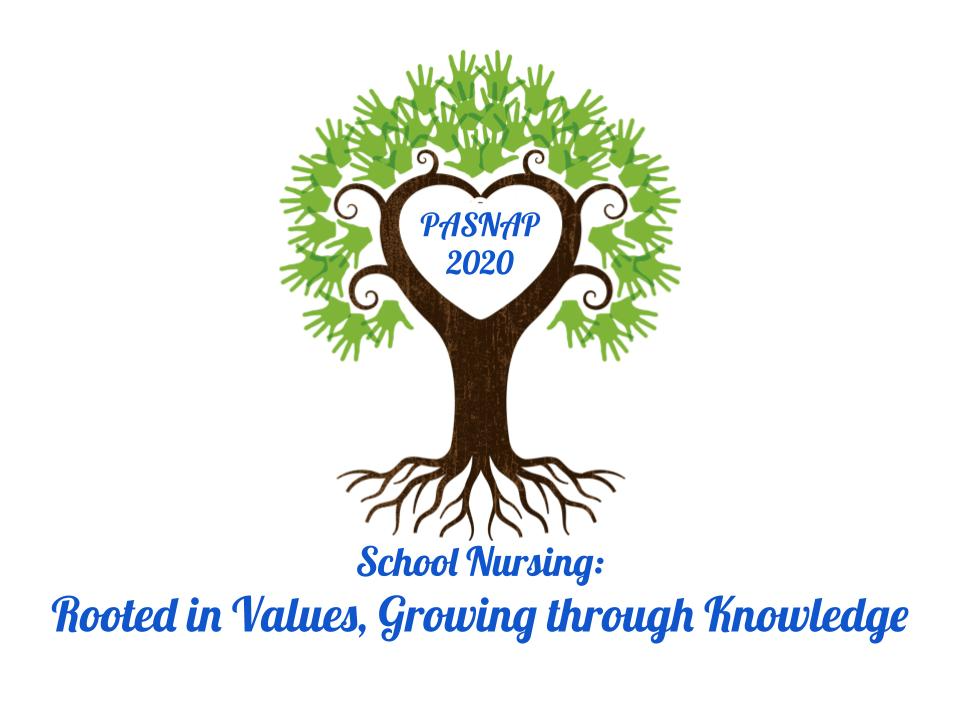 PASNAP
2020
School Nursing:
Rooted in Values, Growing through Knowledge